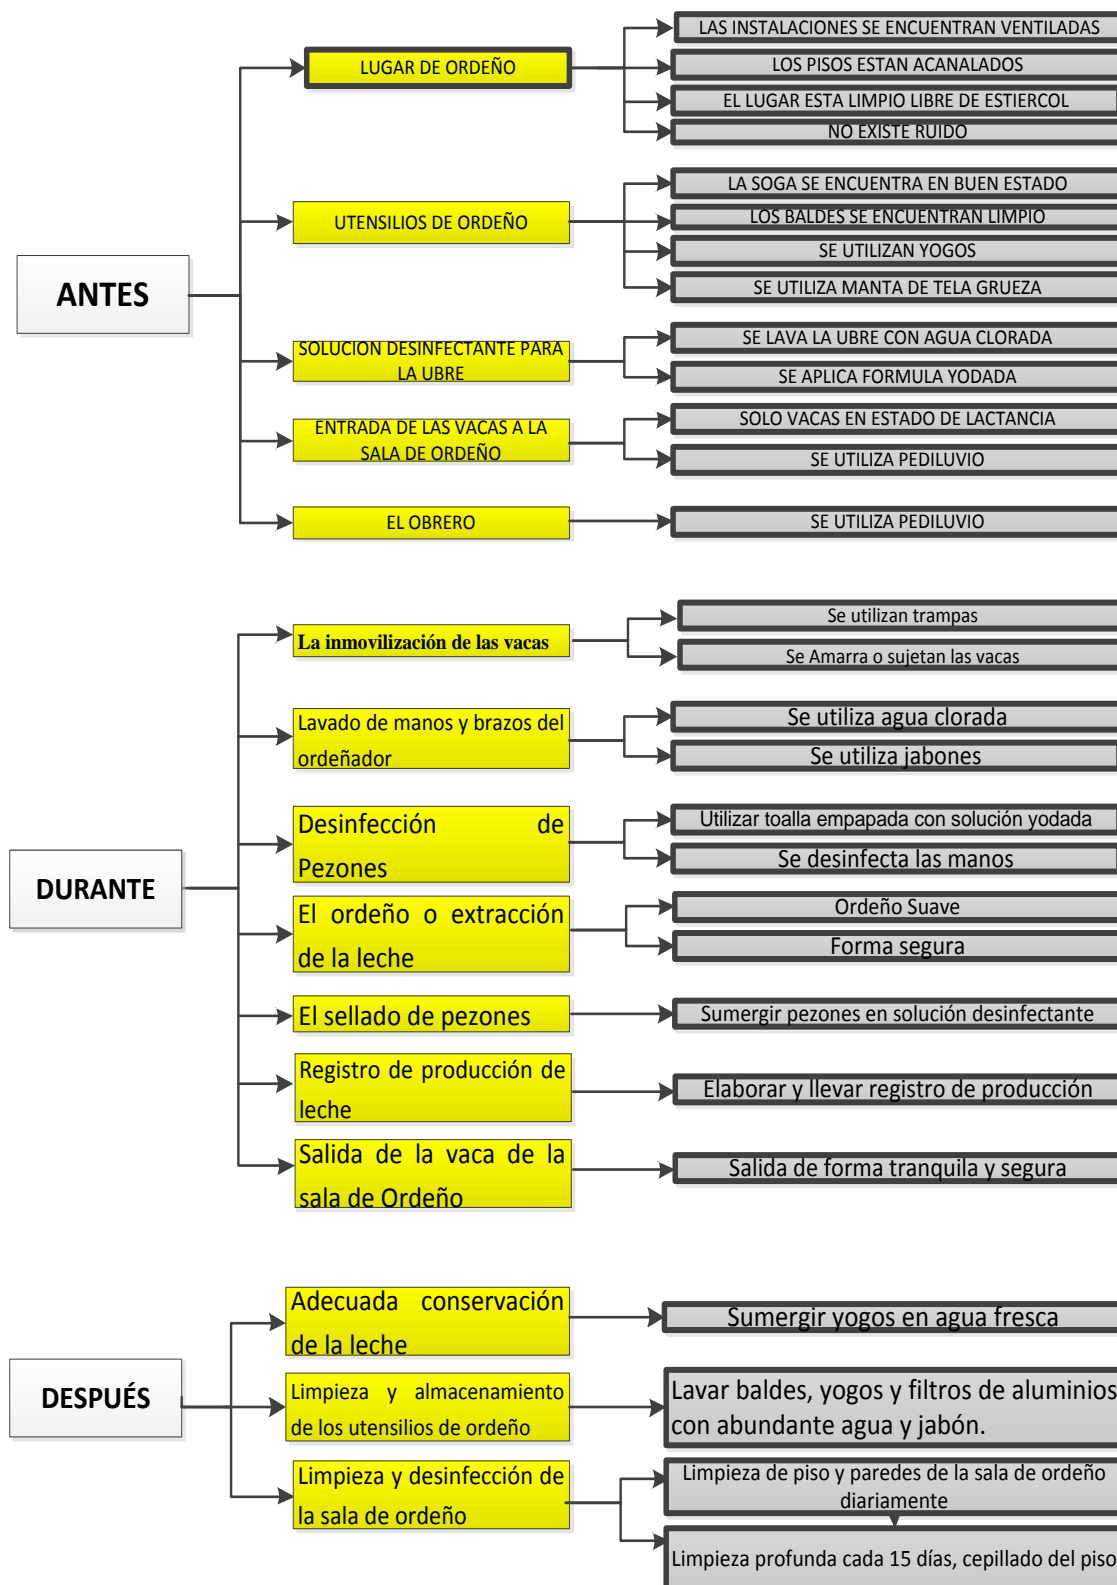 ANTES
LUGAR DE ORDEÑO
LAS INSTALACIONES SE ENCUENTRAN VENTILADAS
LOS PISOS ESTAN ACANALADOS
EL LUGAR ESTA LIMPIO LIBRE DE ESTIERCOL
NO EXISTE RUIDO
UTENSILIOS DE ORDEÑO
LA SOGA SE ENCUENTRA EN BUEN ESTADO
LOS BALDES SE ENCUENTRAN LIMPIO
SE UTILIZAN YOGOS
SE UTILIZA MANTA DE TELA GRUEZA
SOLUCION DESINFECTANTE PARA
LA UBRE
SE LAVA LA UBRE CON AGUA CLORADA
SE APLICA FORMULA YODADA
ENTRADA DE LAS VACAS A LA
SALA DE ORDEÑO
SOLO VACAS EN ESTADO DE LACTANCIA
SE UTILIZA PEDILUVIO
EL OBRERO
SE UTILIZA PEDILUVIO
DURANTE
La inmovilización de las vacas
Se utilizan trampas
Se Amarra o sujetan las vacas
Lavado de manos y brazos del
ordeñador
Se utiliza agua clorada
Se utiliza jabones
Desinfección de
Pezones
Utilizar toalla empapada con solución yodada
Se desinfecta las manos
El ordeño o extracción
de la leche
Ordeño Suave
Forma segura
El sellado de pezones
Sumergir pezones en solución desinfectante
Registro de producción de
leche
Elaborar y llevar registro de producción
Salida de la vaca de la
sala de Ordeño
Salida de forma tranquila y segura
DESPUÉS
Adecuada conservación
de la leche
Sumergir yogos en agua fresca
Limpieza y almacenamiento
de los utensilios de ordeño
Lavar baldes, yogos y filtros de aluminios
con abundante agua y jabón.
Limpieza y desinfección de
la sala de ordeño
Limpieza de piso y paredes de la sala de ordeño
diariamente
Limpieza profunda cada 15 días, cepillado del piso